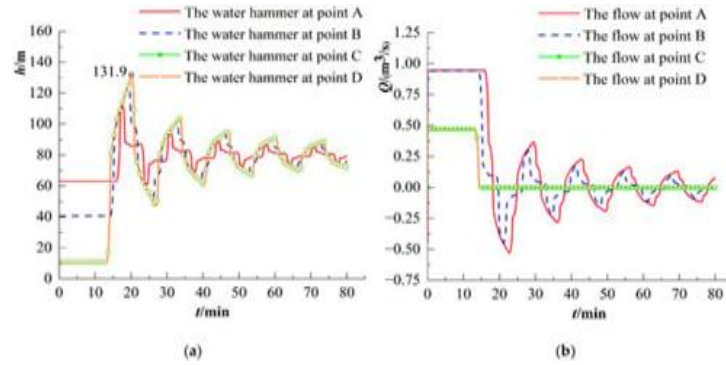 The water hammer at point A
The water hammer at point B
The water hammer at point C
The water hammer at point D
131.9
h/m
160
140
120
100
80
60
40
20
0
0 10 20 30 40 50 60 70 80
t/min
(a)
The flow at point A
The flow at point B
The flow at point C
The flow at point D
Q/(m³/s)
1.25
1.00
0.75
0.50
0.25
0.00
−0.25
−0.50
−0.75
0 10 20 30 40 50 60 70 80
t/min
(b)